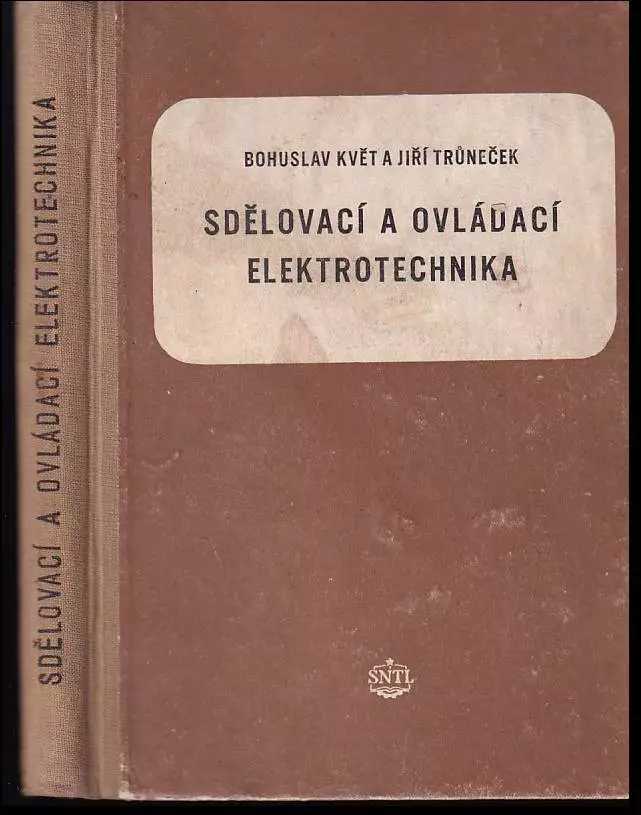 SDĚLOVACÍ A OVLÁDACÍ ELEKTROTECHNIKA
BOHUSLAV KVĚT A JIŘÍ TRŮNEČEK
SDĚLOVACÍ A OVLÁDACÍ
ELEKTROTECHNIKA
SNTL